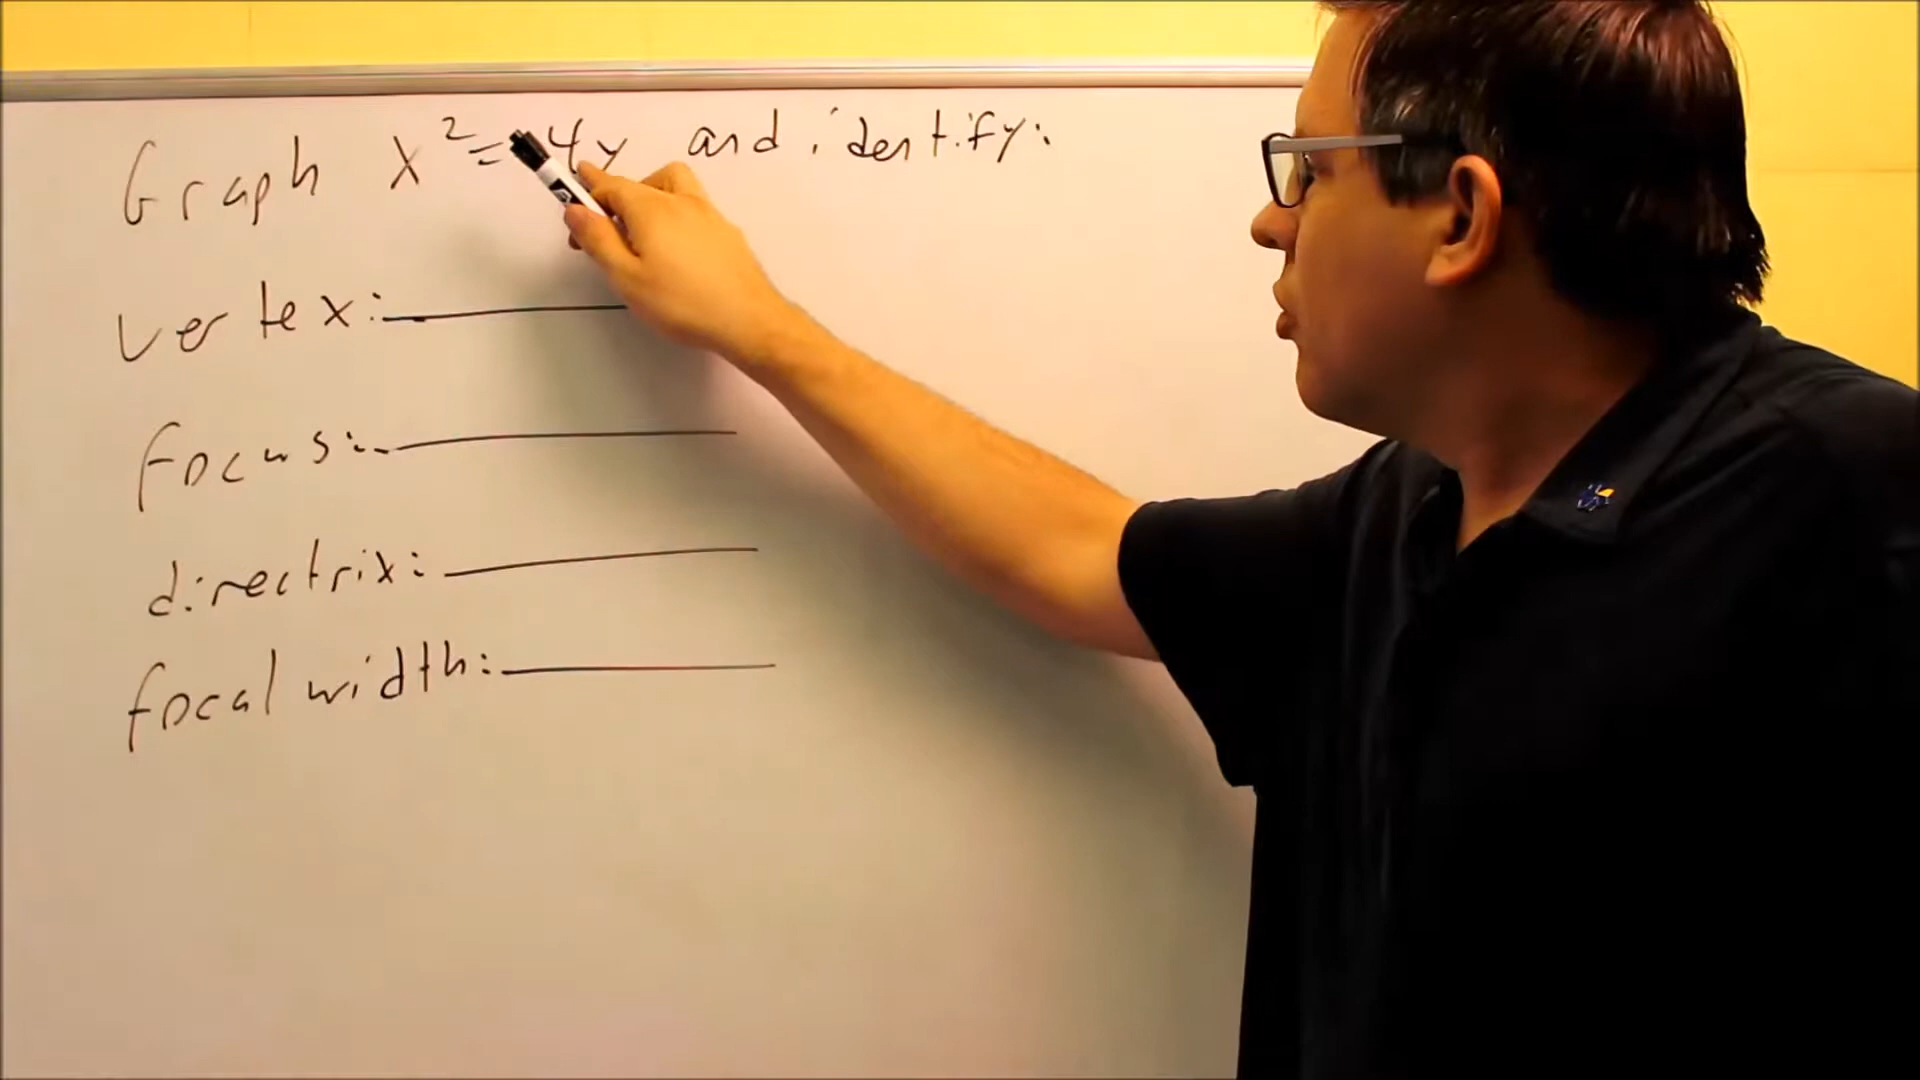 Graph x²= 4y and identify:
vertex:
focus:
directrix:
focal width: